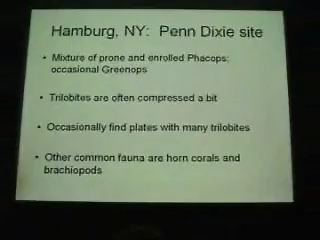 Hamburg, NY: Penn Dixie site
• Mixture of prone and enrolled Phacops:
occasional Greenops
• Trilobites are often compressed a bit
• Occasionally find plates with many trilobites
• Other common fauna are horn corals and
brachiopods